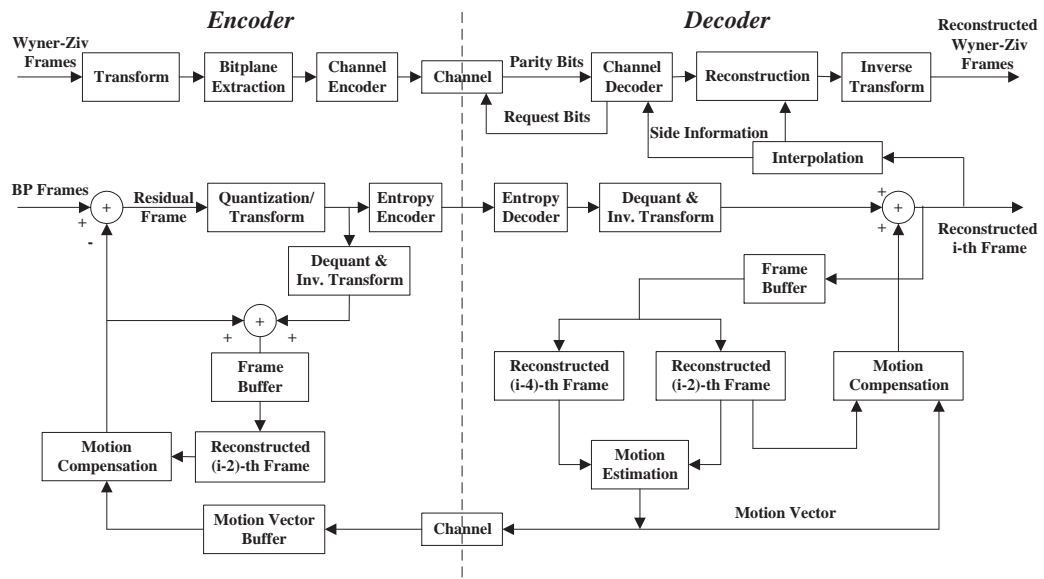 Encoder
Decoder
Wyner-Ziv
Frames
Transform
Bitplane
Extraction
Channel
Encoder
Channel
Parity Bits
Request Bits
Channel
Decoder
Reconstruction
Inverse
Transform
Reconstructed
Wyner-Ziv
Frames
Side Information
Interpolation
BP Frames
+
-
+
Residual
Frame
Quantization/
Transform
Entropy
Encoder
Entropy
Decoder
Dequant &
Inv. Transform
+
+
+
Reconstructed
i-th Frame
Dequant &
Inv. Transform
+
+
+
Frame
Buffer
Reconstructed
(i-2)-th Frame
Motion
Compensation
Motion Vector
Buffer
Frame
Buffer
Reconstructed
(i-4)-th Frame
Reconstructed
(i-2)-th Frame
Motion
Compensation
Motion
Estimation
Motion Vector
Channel